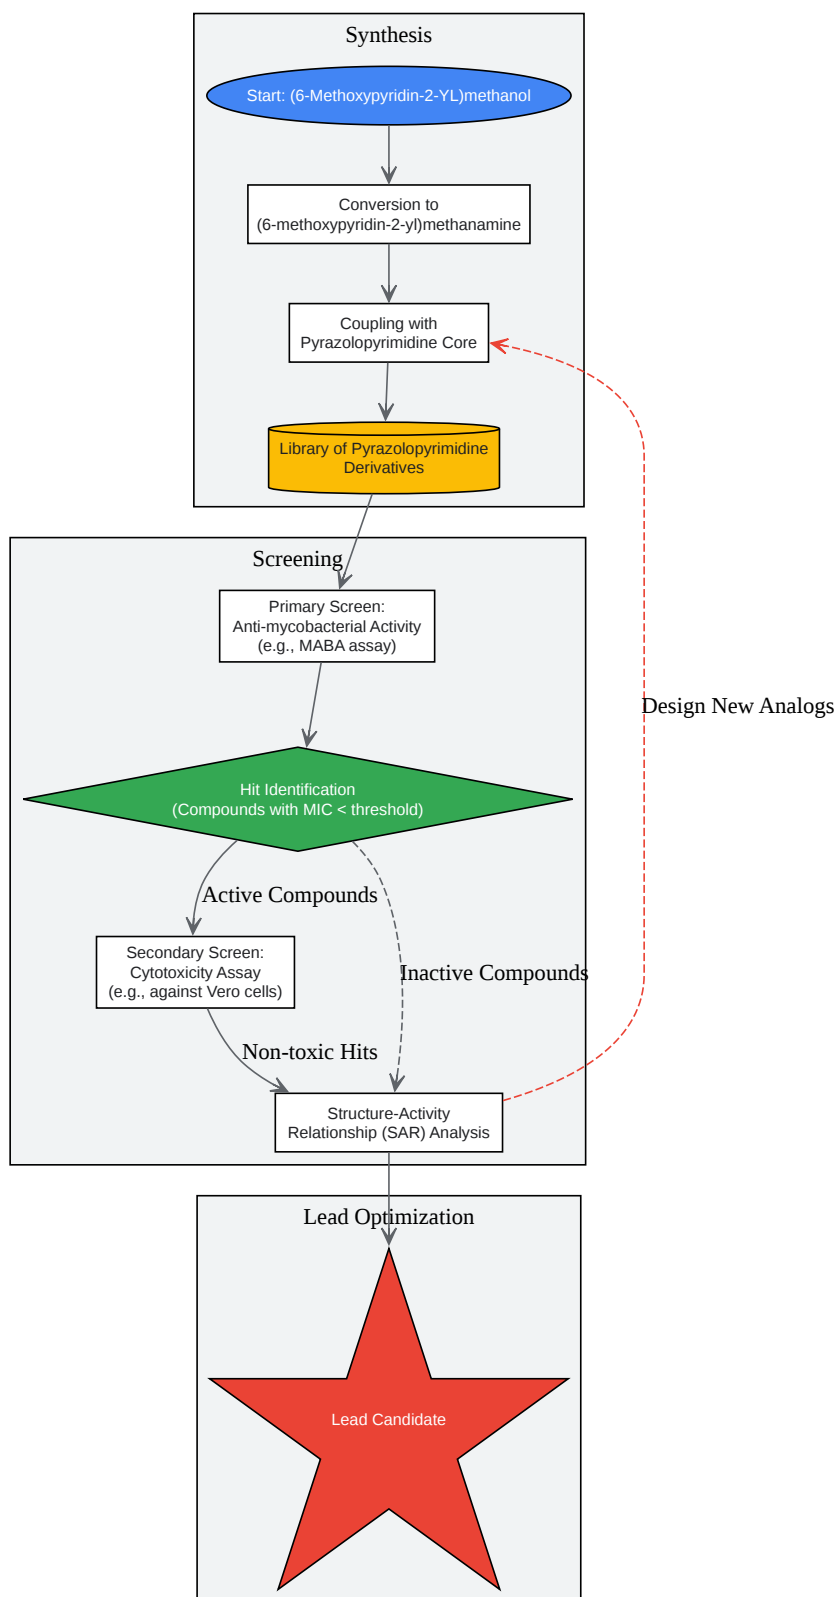 Synthesis
Start: (6-Methoxypyridin-2-YL)methanol
Conversion to
(6-methoxypyridin-2-yl)methanamine
Coupling with
Pyrazolopyrimidine Core
Library of Pyrazolopyrimidine
Derivatives
Screening
Primary Screen:
Anti-mycobacterial Activity
(e.g., MABA assay)
Design New Analogs
Hit Identification
(Compounds with MIC < threshold)
Active Compounds
Secondary Screen:
Cytotoxicity Assay
(e.g., against Vero cells)
Inactive Compounds
Non-toxic Hits
Structure-Activity
Relationship (SAR) Analysis
Lead Optimization
Lead Candidate